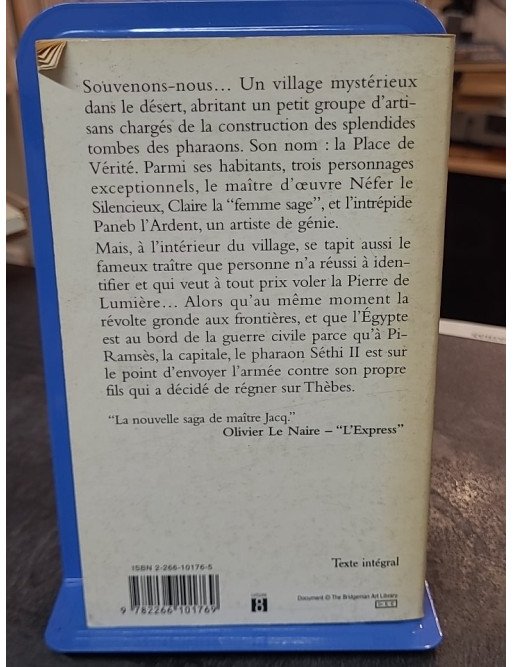 Souvenons-nous… Un village mystérieux
dans le désert, abritant un petit groupe d'arti-
sans chargés de la construction des splendides
tombes des pharaons. Son nom : la Place de
Vérité. Parmi ses habitants, trois personnages
exceptionnels, le maître d'œuvre Néfer le
Silencieux, Claire la "femme sage", et l'intrépide
Paneb l'Ardent, un artiste de génie.
Mais, à l'intérieur du village, se tapit aussi le
fameux traître que personne n'a réussi à iden-
tifier et qui veut à tout prix voler la Pierre de
Lumière… Alors qu'au même moment la
révolte gronde aux frontières, et que l'Égypte
est au bord de la guerre civile parce qu'à Pi-
Ramsès, la capitale, le pharaon Séthi II est sur
le point d'envoyer l'armée contre son propre
fils qui a décidé de régner sur Thèbes.
"La nouvelle saga de maître Jacq."
Olivier Le Naire – "L'Express"
Texte intégral
ISBN 2-266-10176-5
9 782266 101769
8
Document © The Bridgeman Art Library